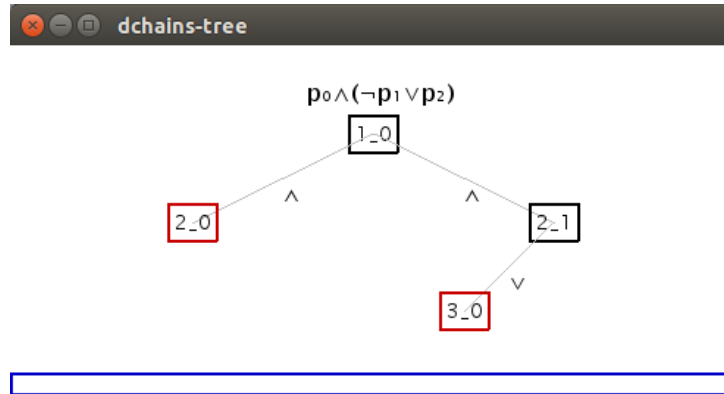 dchains-tree
p₀∧(¬p₁∨p₂)
1_0
∧ ∧
2_0 2_1
∨
3_0